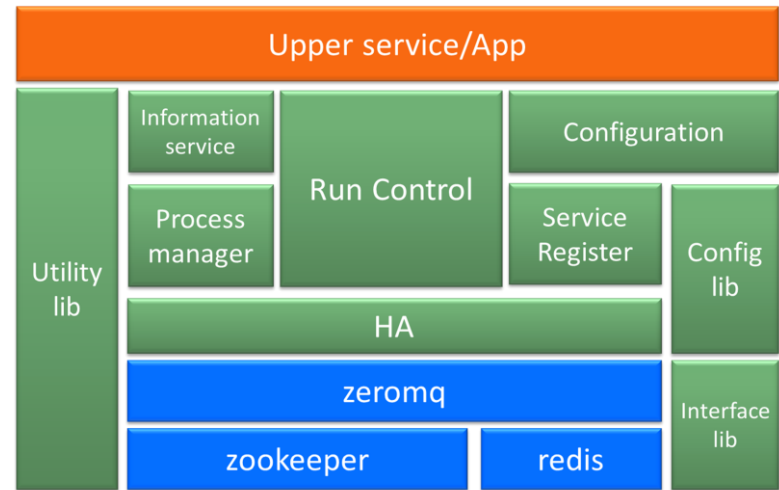 Upper service/App
Information
service
Run Control
Configuration
Process
manager
Service
Register
Utility
lib
Config
lib
HA
zeromq
Interface
lib
zookeeper
redis